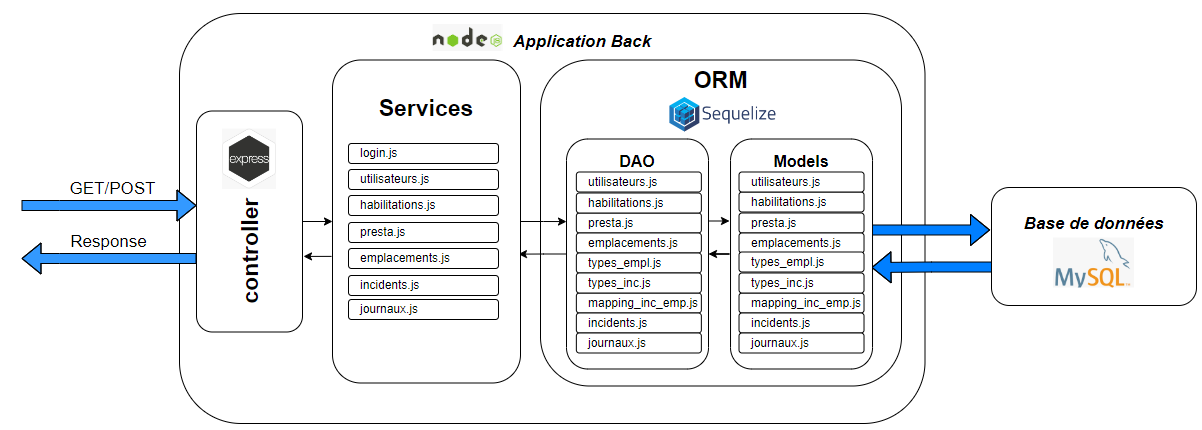 node JS Application Back
GET/POST
Response
express
controller
Services
login.js
utilisateurs.js
habilitations.js
presta.js
emplacements.js
incidents.js
journaux.js
ORM
Sequelize
DAO
utilisateurs.js
habilitations.js
presta.js
emplacements.js
types_empl.js
types_inc.js
mapping_inc_emp.js
incidents.js
journaux.js
Models
utilisateurs.js
habilitations.js
presta.js
emplacements.js
types_empl.js
types_inc.js
mapping_inc_emp.js
incidents.js
journaux.js
Base de données
MySQL